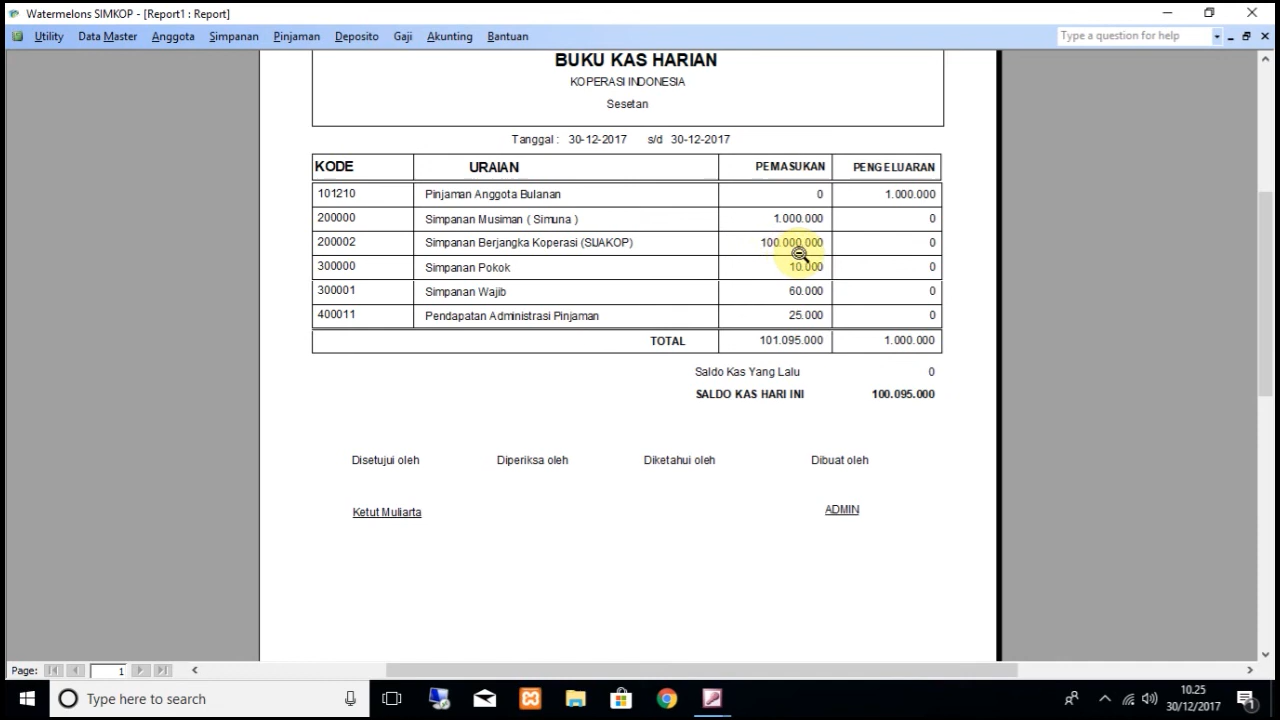 Watermelons SIMKOP - [Report1 : Report]
Utility Data Master Anggota Simpanan Pinjaman Deposito Gaji Akunting Bantuan Type a question for help
BUKU KAS HARIAN
KOPERASI INDONESIA
Sesetan
Tanggal : 30-12-2017 s/d 30-12-2017
KODE URAIAN PEMASUKAN PENGELUARAN
101210 Pinjaman Anggota Bulanan 0 1.000.000
200000 Simpanan Musiman ( Simuna ) 1.000.000 0
200002 Simpanan Berjangka Koperasi (SIJAKOP) 100.000.000 0
300000 Simpanan Pokok 10.000 0
300001 Simpanan Wajib 60.000 0
400011 Pendapatan Administrasi Pinjaman 25.000 0
TOTAL 101.095.000 1.000.000
Saldo Kas Yang Lalu 0
SALDO KAS HARI INI 100.095.000
Disetujui oleh Diperiksa oleh Diketahui oleh Dibuat oleh
Ketut Muliarta ADMIN
Page: 1
Type here to search 10.25
30/12/2017 1